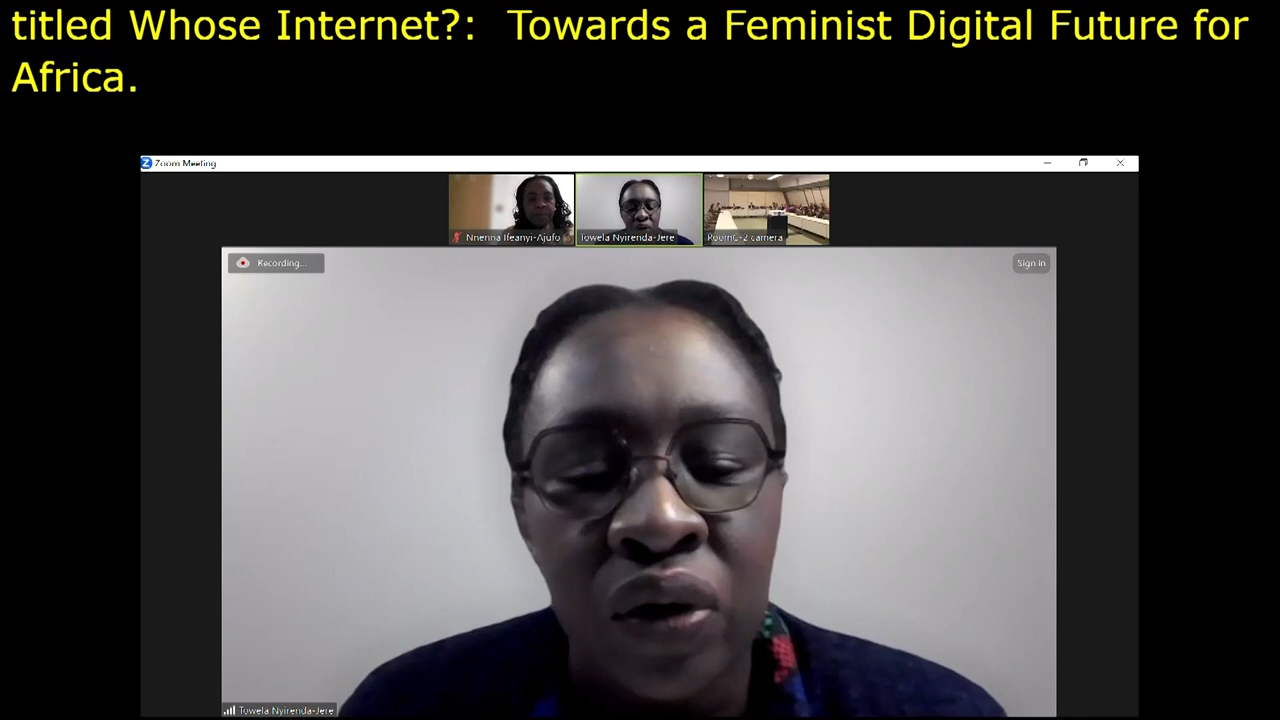 titled Whose Internet?:  Towards a Feminist Digital Future for
Africa.
Zoom Meeting
Nnenna Ifeanyi-Ajufo
Towela Nyirenda-Jere
RoomC-2 camera
Recording...
Sign in
Towela Nyirenda-Jere